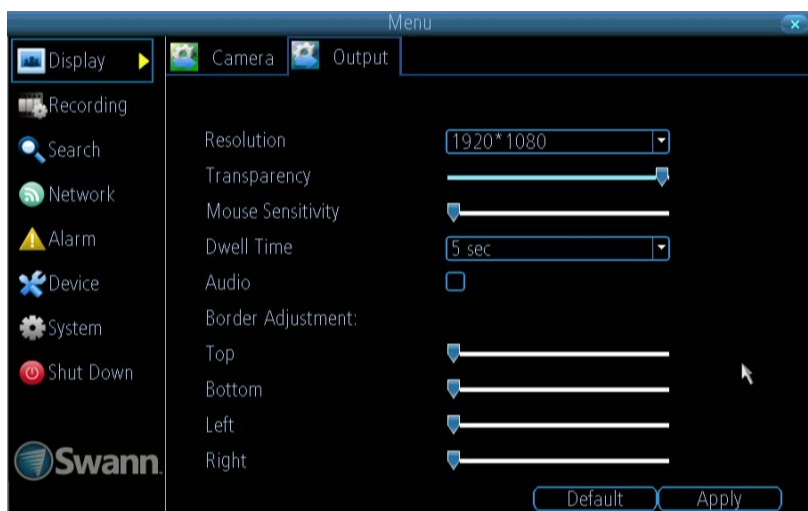 Menu
Display
Recording
Search
Network
Alarm
Device
System
Shut Down
Swann
Camera
Output
Resolution 1920*1080
Transparency
Mouse Sensitivity
Dwell Time 5 sec
Audio
Border Adjustment:
Top
Bottom
Left
Right
Default Apply